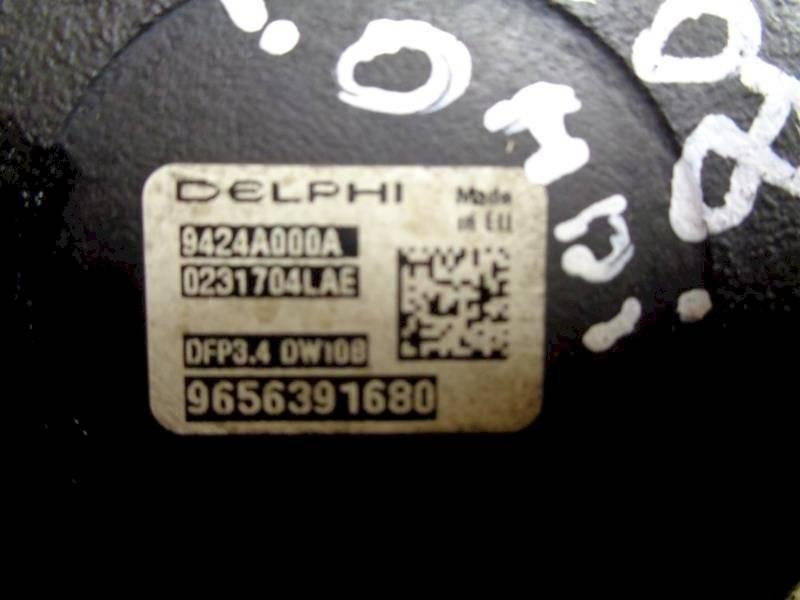 DELPHI
Made in EU
9424A000A
0231704LAE
DFP3.4 DW10B
9656391680